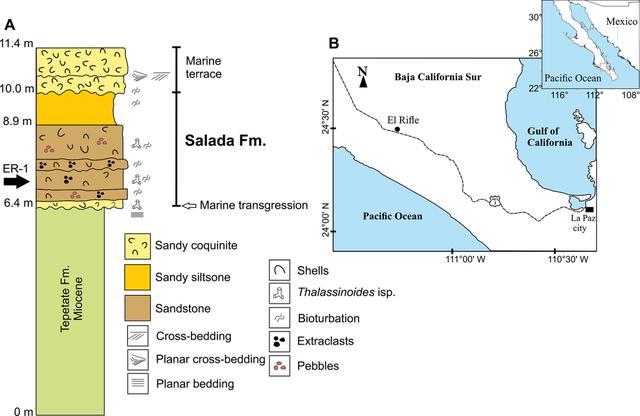 A
11.4 m
10.0 m
8.9 m
ER-1
6.4 m
0 m
Marine
terrace
Salada Fm.
Marine transgression
Tepetate Fm.
Miocene
Sandy coquinite
Sandy siltsone
Sandstone
Cross-bedding
Planar cross-bedding
Planar bedding
Shells
Thalassinoides isp.
Bioturbation
Extraclasts
Pebbles
B
N
Baja California Sur
El Rifle
Gulf of
California
Pacific Ocean
La Paz
city
24°30' N
24°00' N
111°00' W
110°30' W
30°
26°
22°
Mexico
Pacific Ocean
116°
112°
108°